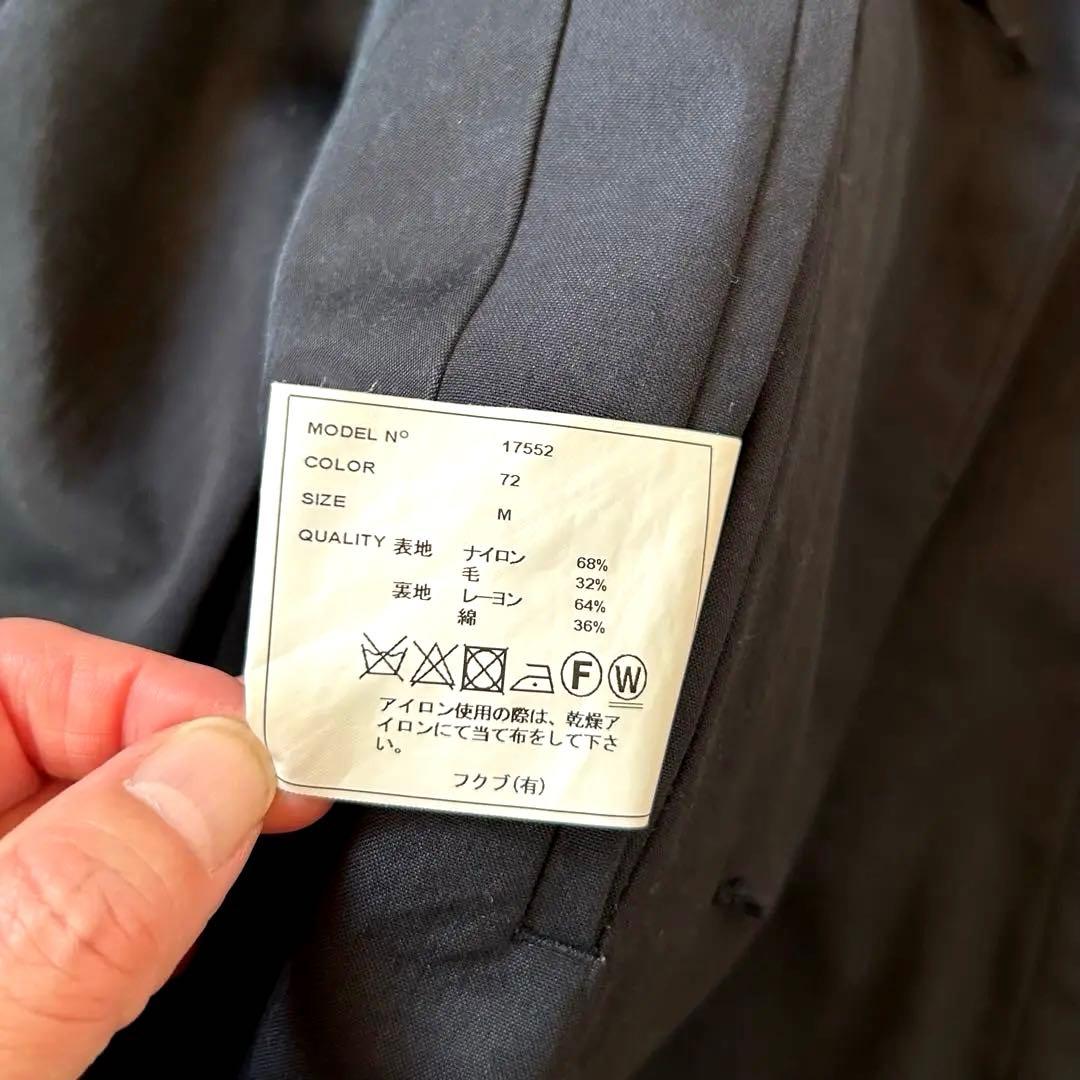 MODEL Nº 17552
COLOR 72
SIZE M
QUALITY 表地 ナイロン 68%
毛 32%
裏地 レーヨン 64%
綿 36%
F W
アイロン使用の際は、乾燥ア
イロンにて当て布をして下さ
い。
フクブ(有)